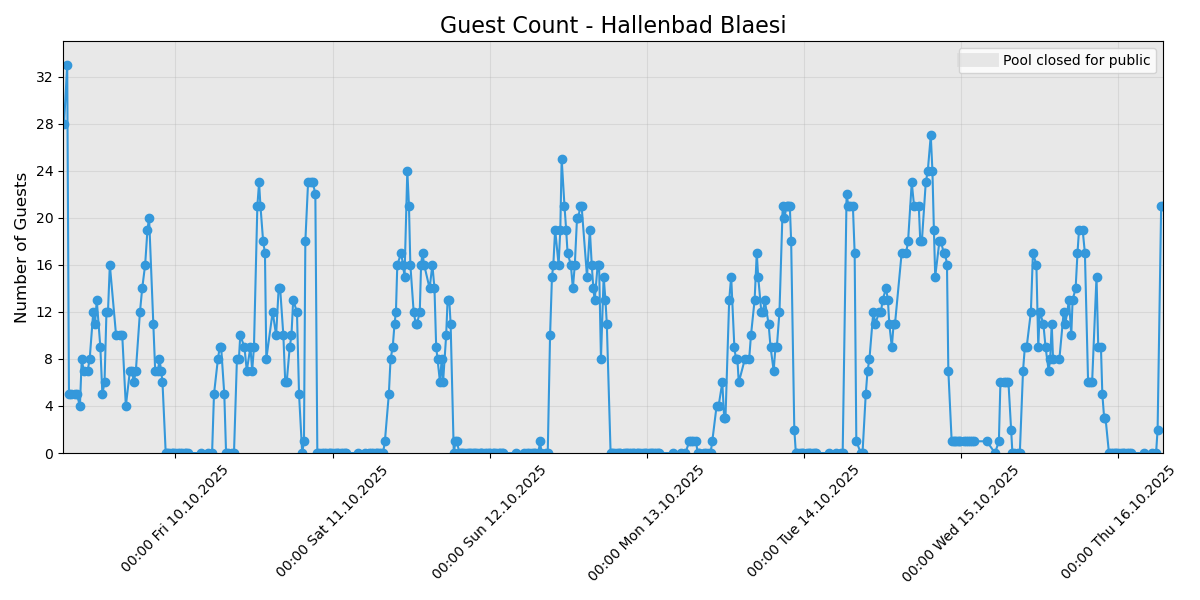 Guest Count - Hallenbad Blaesi
Pool closed for public
Number of Guests
32
28
24
20
16
12
8
4
0
00:00 Fri 10.10.2025
00:00 Sat 11.10.2025
00:00 Sun 12.10.2025
00:00 Mon 13.10.2025
00:00 Tue 14.10.2025
00:00 Wed 15.10.2025
00:00 Thu 16.10.2025